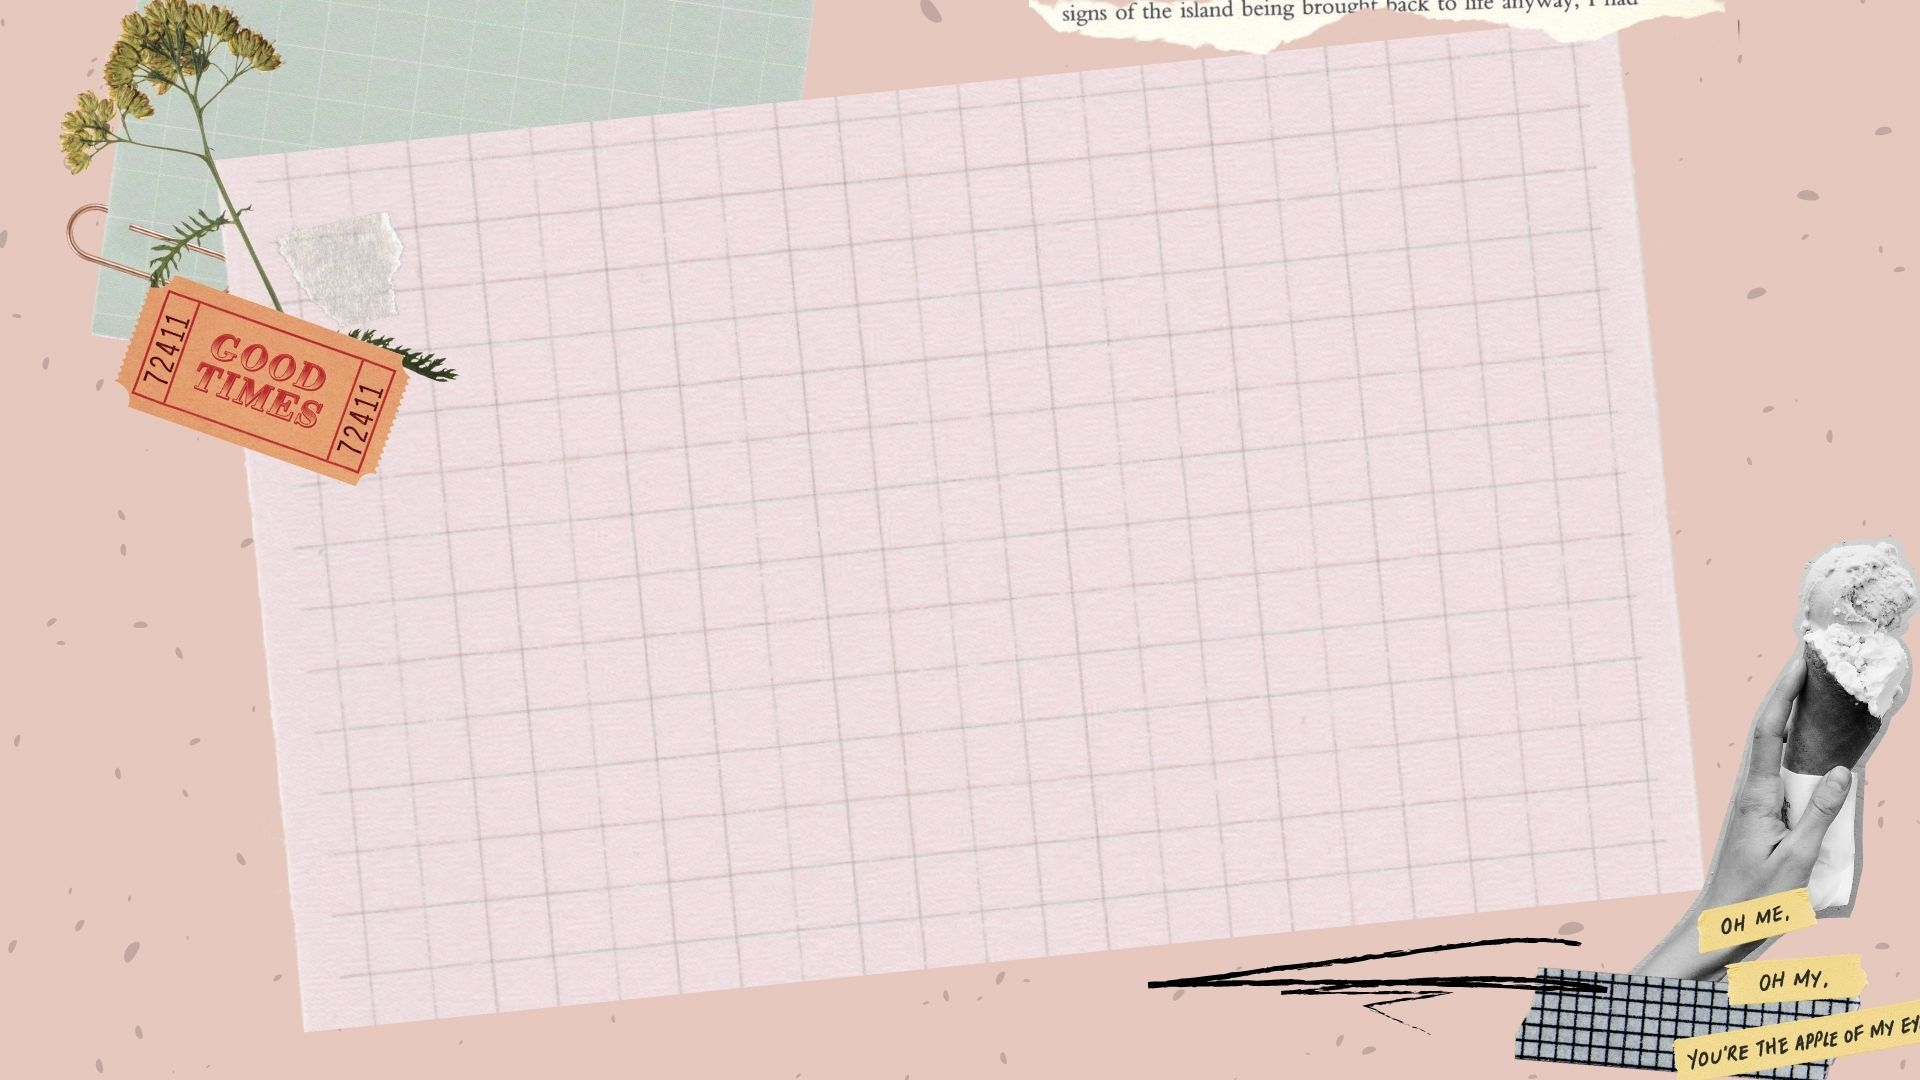 signs of the island being brought back to life anyway, I had
72411
GOOD
TIMES
72411
OH ME,
OH MY,
YOU'RE THE APPLE OF MY EY